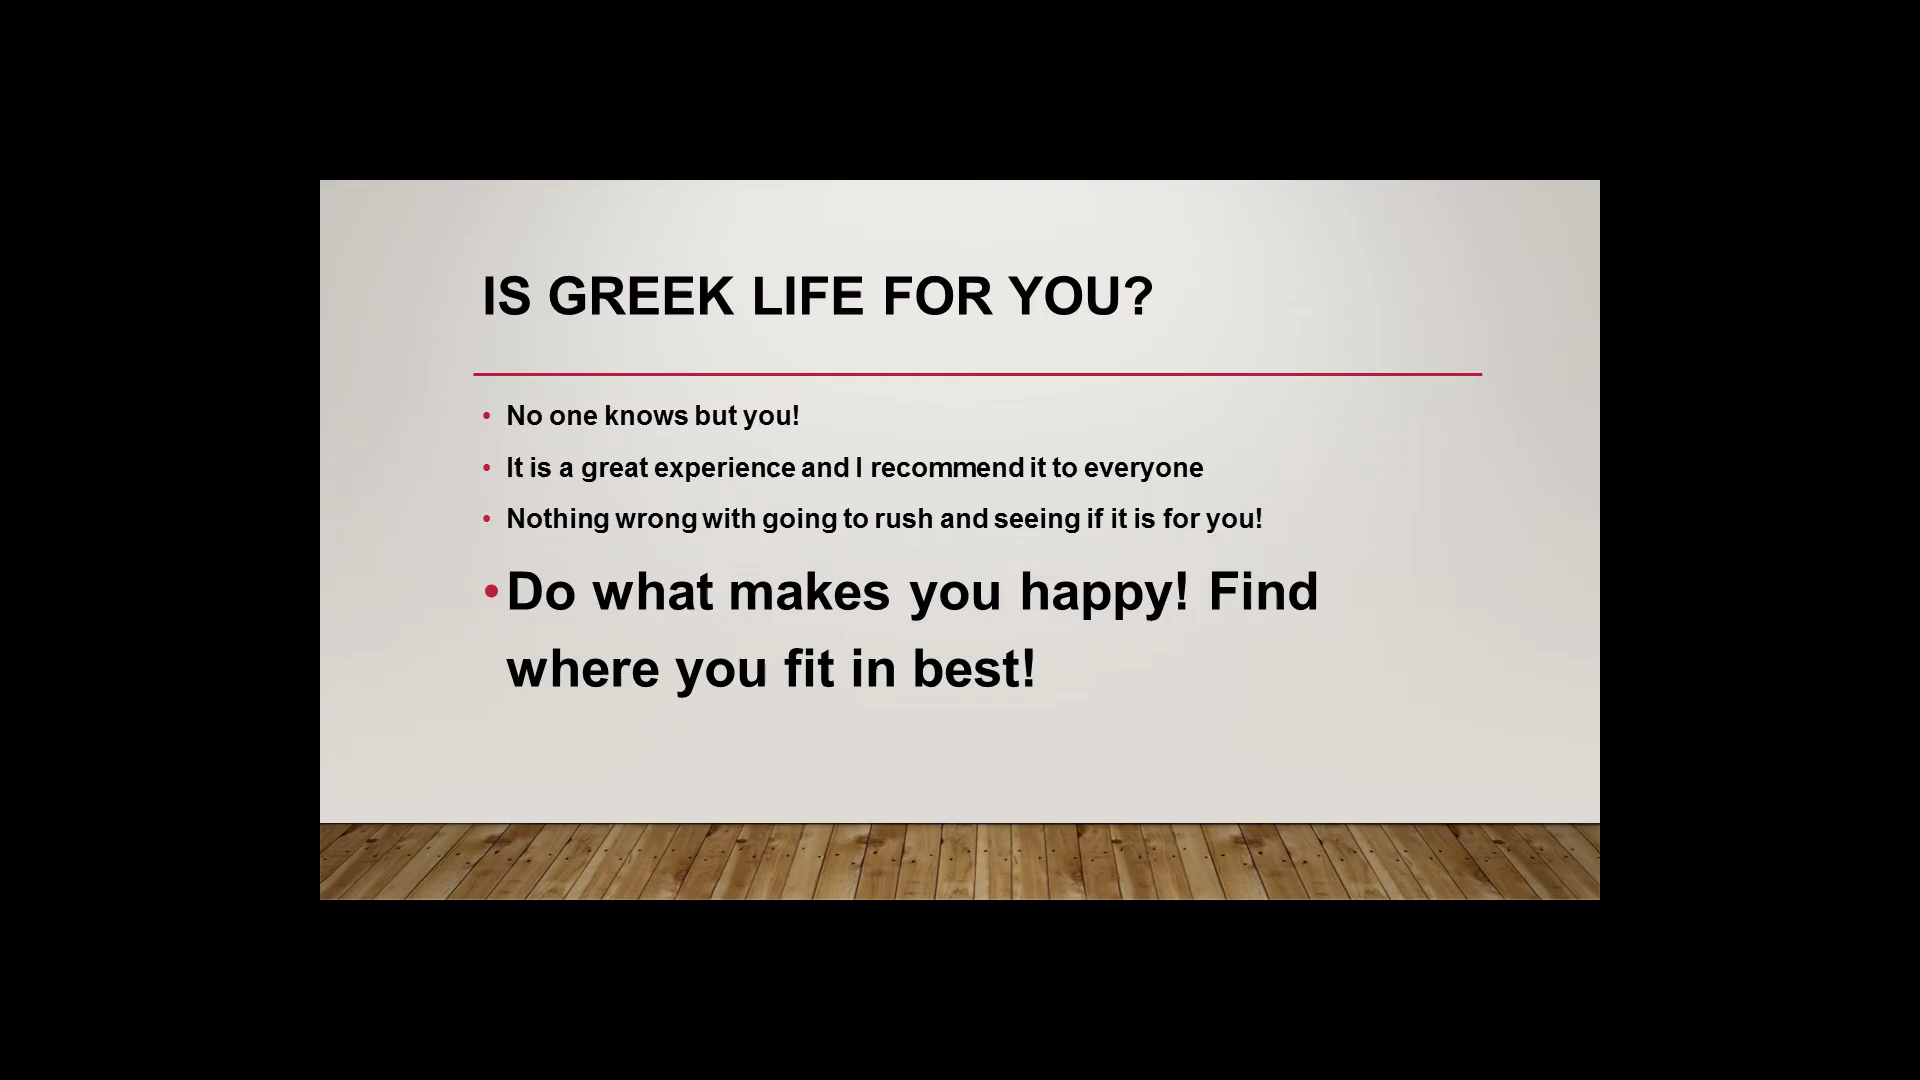 IS GREEK LIFE FOR YOU?
• No one knows but you!
• It is a great experience and I recommend it to everyone
• Nothing wrong with going to rush and seeing if it is for you!
• Do what makes you happy! Find
where you fit in best!